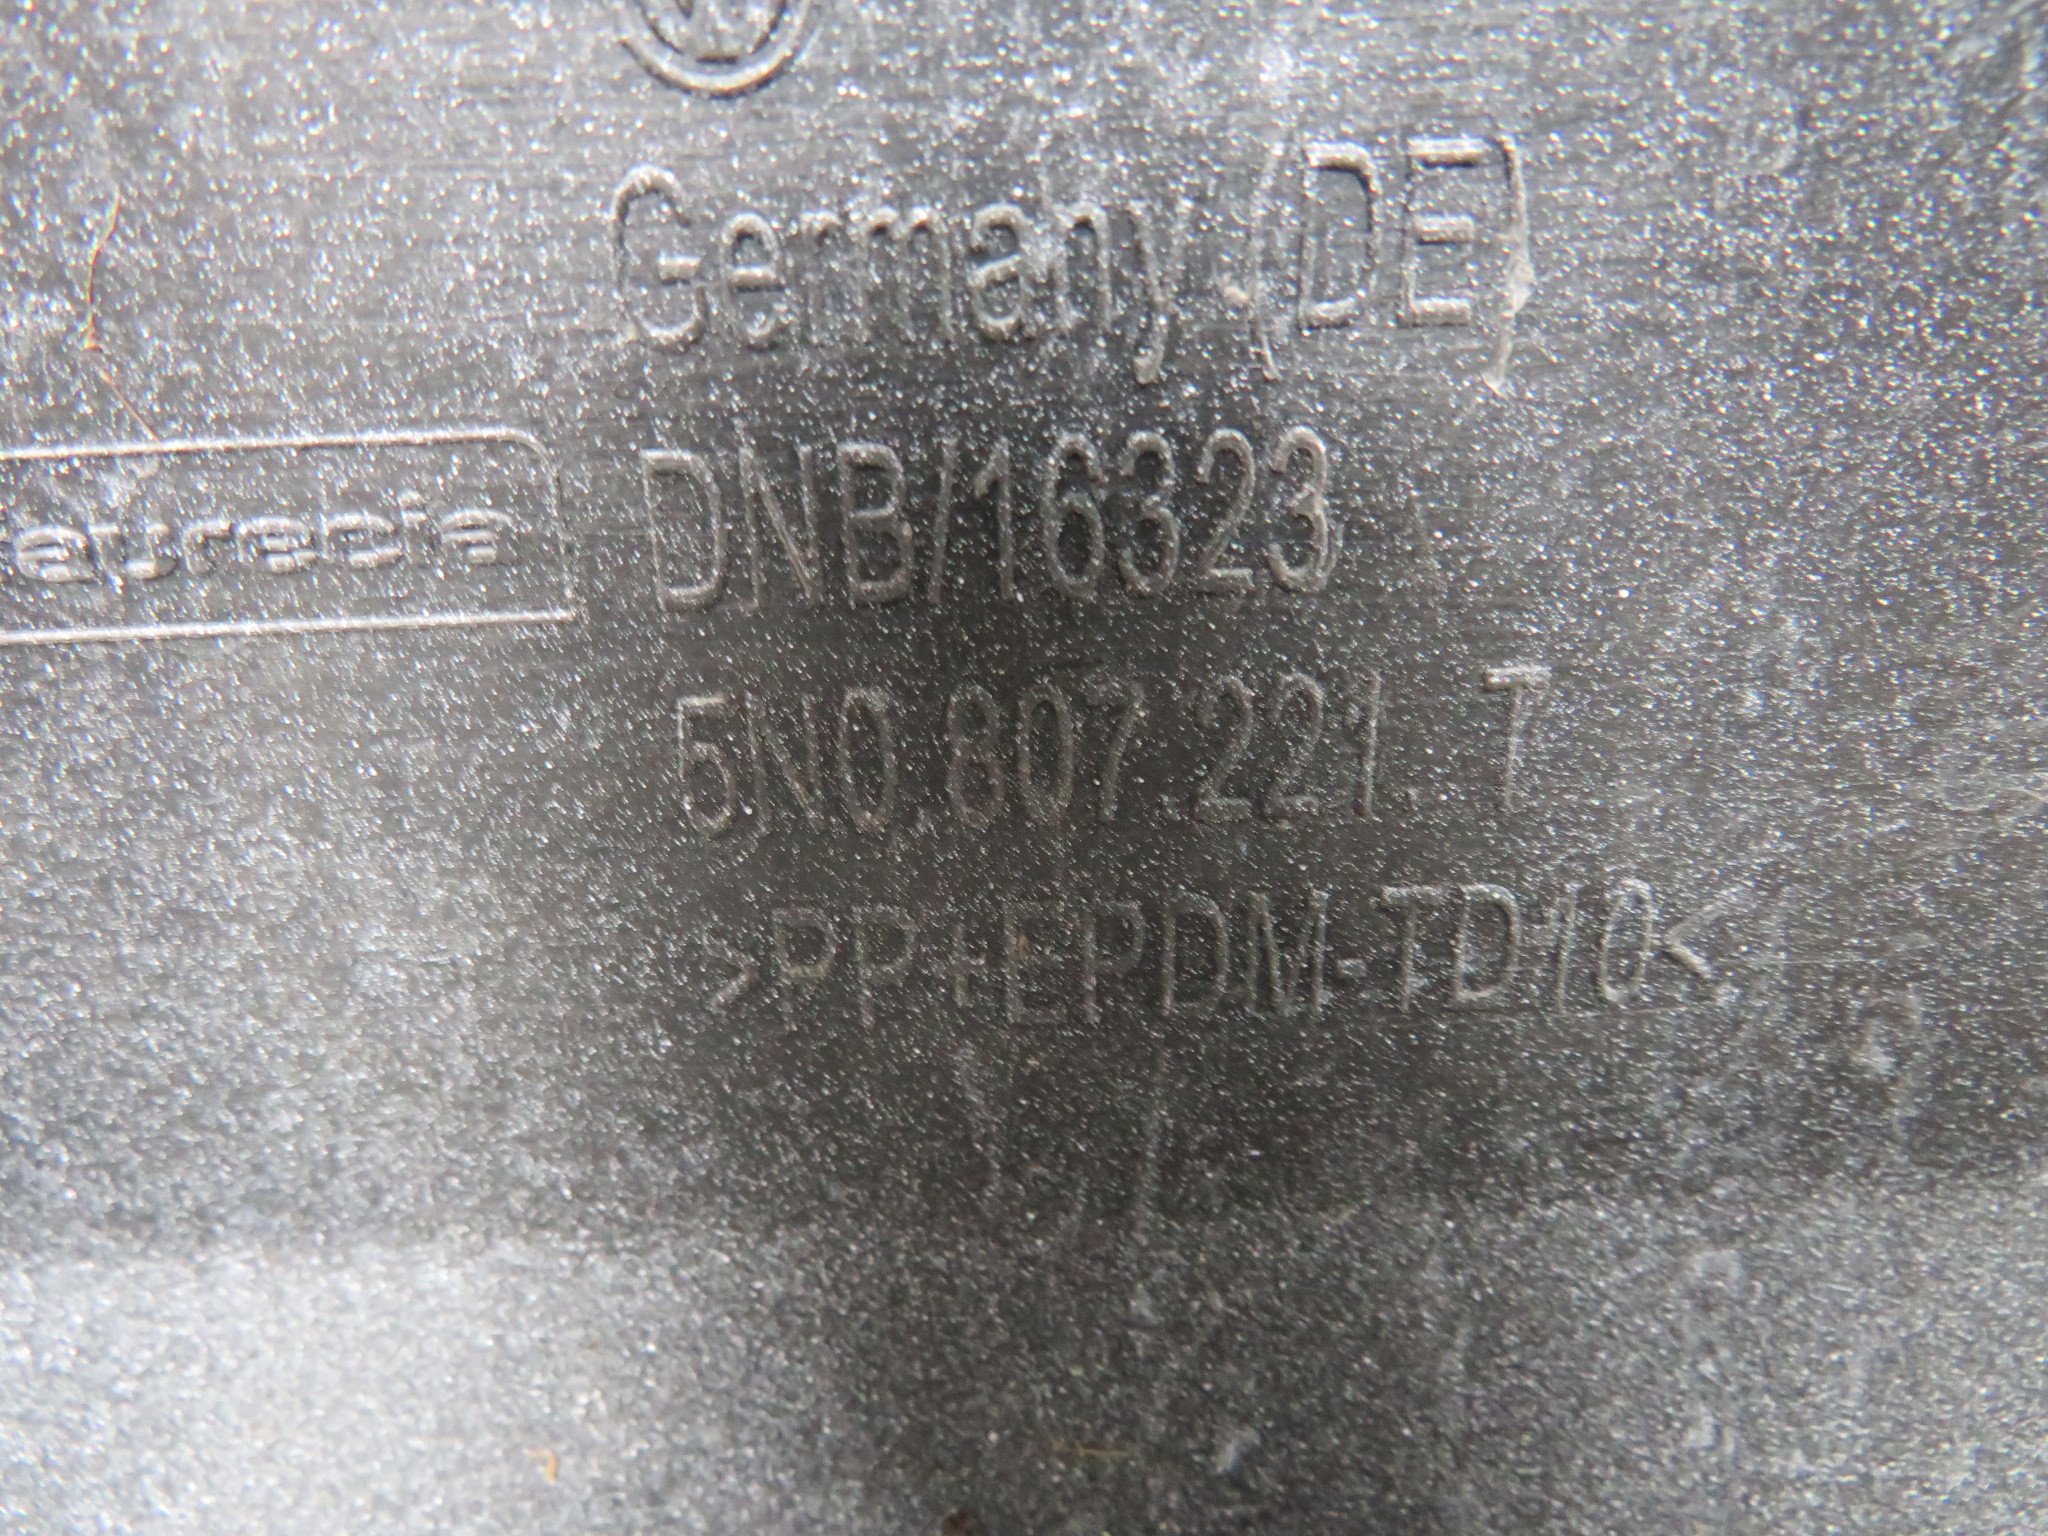 Germany (DE)
faurecia
DNB/16323
5N0.807.221. T
>PP+EPDM-TD10<